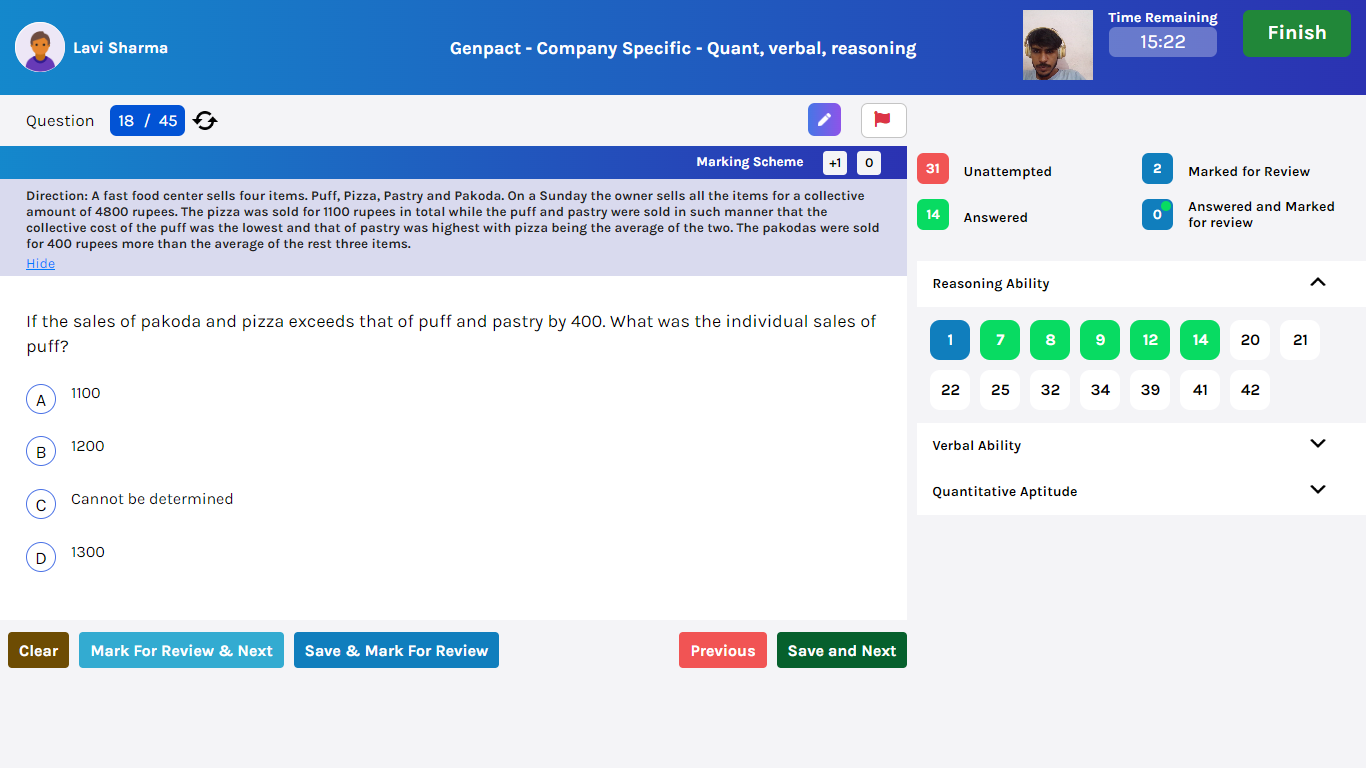 Lavi Sharma
Genpact - Company Specific - Quant, verbal, reasoning
Time Remaining
15:22
Finish
Question
18 / 45
Marking Scheme
+1
0
Direction: A fast food center sells four items. Puff, Pizza, Pastry and Pakoda. On a Sunday the owner sells all the items for a collective
amount of 4800 rupees. The pizza was sold for 1100 rupees in total while the puff and pastry were sold in such manner that the
collective cost of the puff was the lowest and that of pastry was highest with pizza being the average of the two. The pakodas were sold
for 400 rupees more than the average of the rest three items.
Hide
If the sales of pakoda and pizza exceeds that of puff and pastry by 400. What was the individual sales of
puff?
A 1100
B 1200
C Cannot be determined
D 1300
Clear
Mark For Review & Next
Save & Mark For Review
Previous
Save and Next
31 Unattempted
2 Marked for Review
14 Answered
0 Answered and Marked
for review
Reasoning Ability
1 7 8 9 12 14 20 21
22 25 32 34 39 41 42
Verbal Ability
Quantitative Aptitude